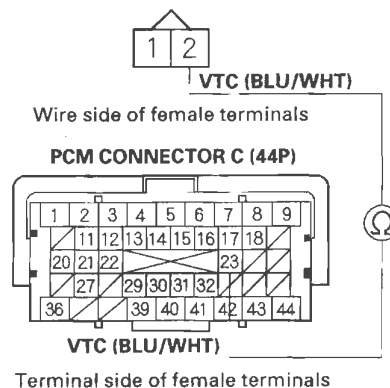 1 2
VTC (BLU/WHT)
Wire side of female terminals
PCM CONNECTOR C (44P)
1 2 3 4 5 6 7 8 9
11 12 13 14 15 16 17 18
20 21 22 23
27 29 30 31 32
36 39 40 41 42 43 44
Ω
VTC (BLU/WHT)
Terminal side of female terminals